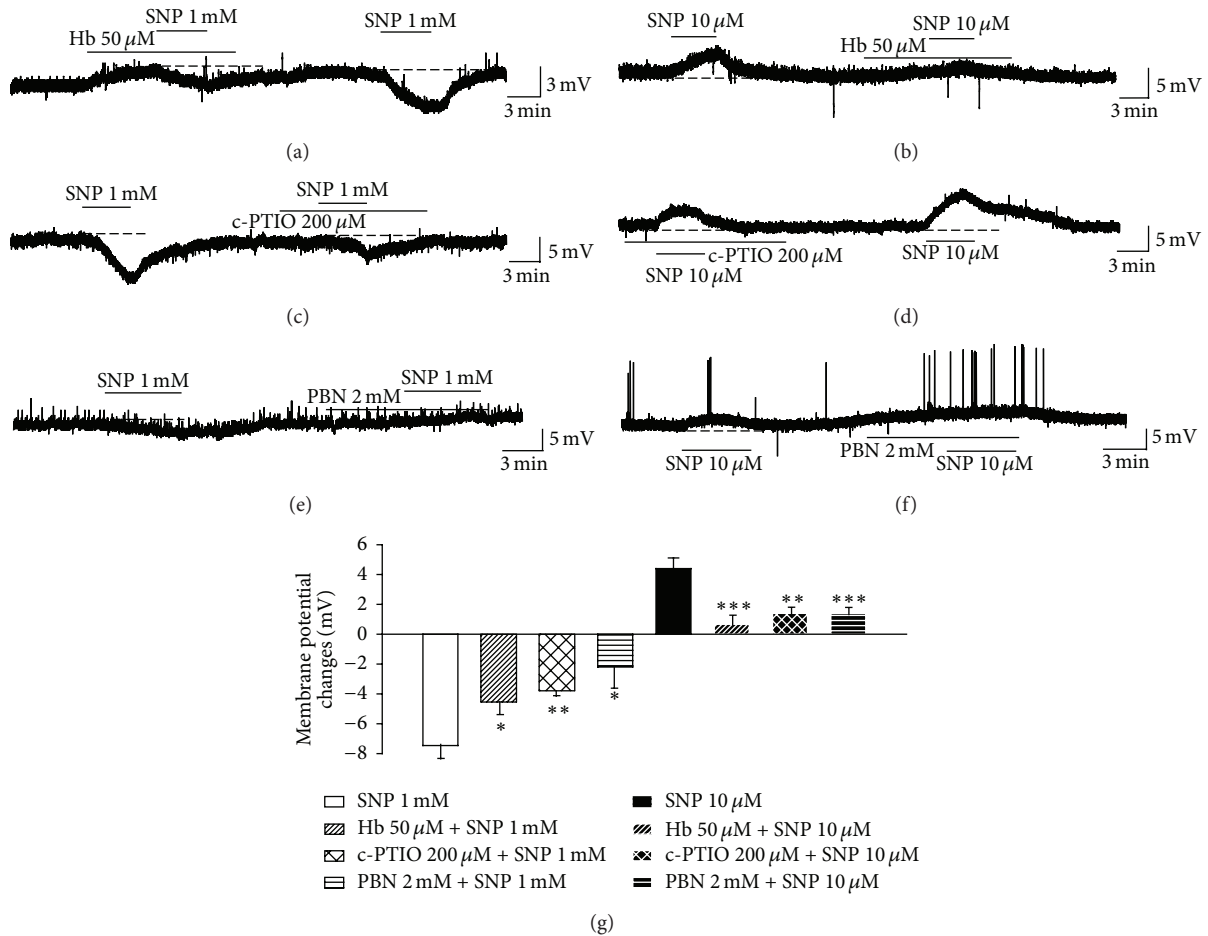 SNP 1 mM
SNP 1 mM
Hb 50 μM
3 mV
3 min
(a)
SNP 10 μM
SNP 10 μM
Hb 50 μM
5 mV
3 min
(b)
SNP 1 mM
SNP 1 mM
c-PTIO 200 μM
5 mV
3 min
(c)
c-PTIO 200 μM
SNP 10 μM
SNP 10 μM
5 mV
3 min
(d)
SNP 1 mM
SNP 1 mM
PBN 2 mM
5 mV
3 min
(e)
PBN 2 mM
SNP 10 μM
SNP 10 μM
5 mV
3 min
(f)
Membrane potential
changes (mV)
6
4
2
0
−2
−4
−6
−8
*
**
*
***
**
***
SNP 1 mM
Hb 50 μM + SNP 1 mM
c-PTIO 200 μM + SNP 1 mM
PBN 2 mM + SNP 1 mM
SNP 10 μM
Hb 50 μM + SNP 10 μM
c-PTIO 200 μM + SNP 10 μM
PBN 2 mM + SNP 10 μM
(g)